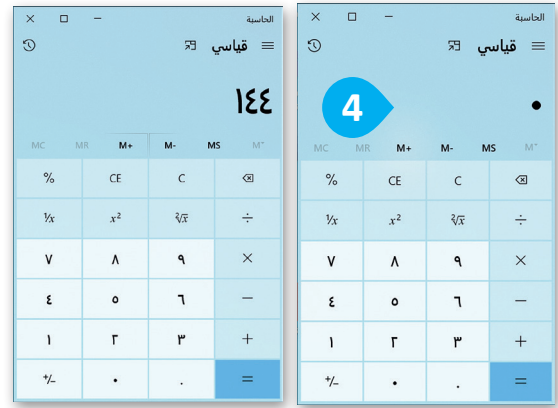 الحاسبة
قياسي
4
٠
MC MR M+ M- MS M˅
% CE C ⌫
¹/x x² ²√x ÷
٧ ٨ ٩ ×
٤ ٥ ٦ −
١ ٢ ٣ +
+/− ٠ . =
الحاسبة
قياسي
١٤٤
MC MR M+ M- MS M˅
% CE C ⌫
¹/x x² ²√x ÷
٧ ٨ ٩ ×
٤ ٥ ٦ −
١ ٢ ٣ +
+/− ٠ . =